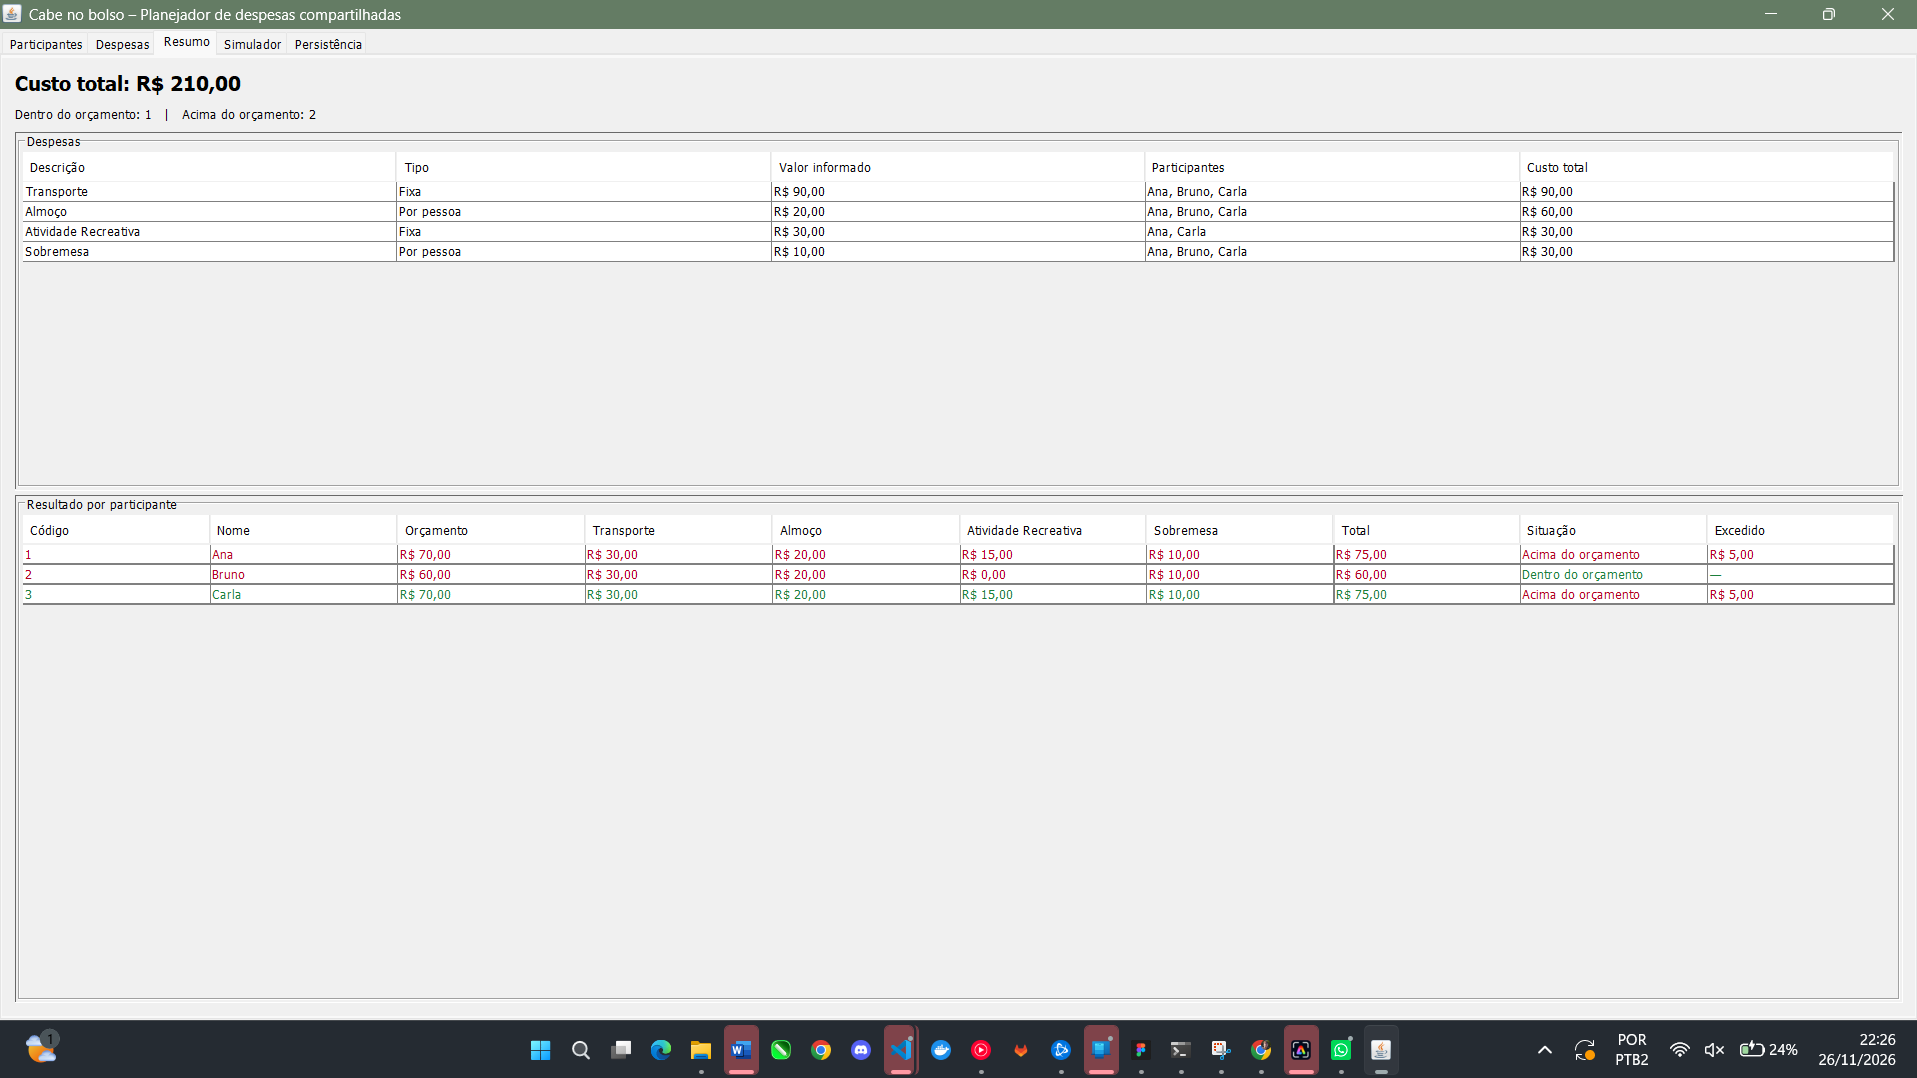 Cabe no bolso – Planejador de despesas compartilhadas
Participantes Despesas Resumo Simulador Persistência
Custo total: R$ 210,00
Dentro do orçamento: 1 | Acima do orçamento: 2
Despesas
Descrição Tipo Valor informado Participantes Custo total
Transporte Fixa R$ 90,00 Ana, Bruno, Carla R$ 90,00
Almoço Por pessoa R$ 20,00 Ana, Bruno, Carla R$ 60,00
Atividade Recreativa Fixa R$ 30,00 Ana, Carla R$ 30,00
Sobremesa Por pessoa R$ 10,00 Ana, Bruno, Carla R$ 30,00
Resultado por participante
Código Nome Orçamento Transporte Almoço Atividade Recreativa Sobremesa Total Situação Excedido
1 Ana R$ 70,00 R$ 30,00 R$ 20,00 R$ 15,00 R$ 10,00 R$ 75,00 Acima do orçamento R$ 5,00
2 Bruno R$ 60,00 R$ 30,00 R$ 20,00 R$ 0,00 R$ 10,00 R$ 60,00 Dentro do orçamento —
3 Carla R$ 70,00 R$ 30,00 R$ 20,00 R$ 15,00 R$ 10,00 R$ 75,00 Acima do orçamento R$ 5,00
1
POR
PTB2
24%
22:26
26/11/2026